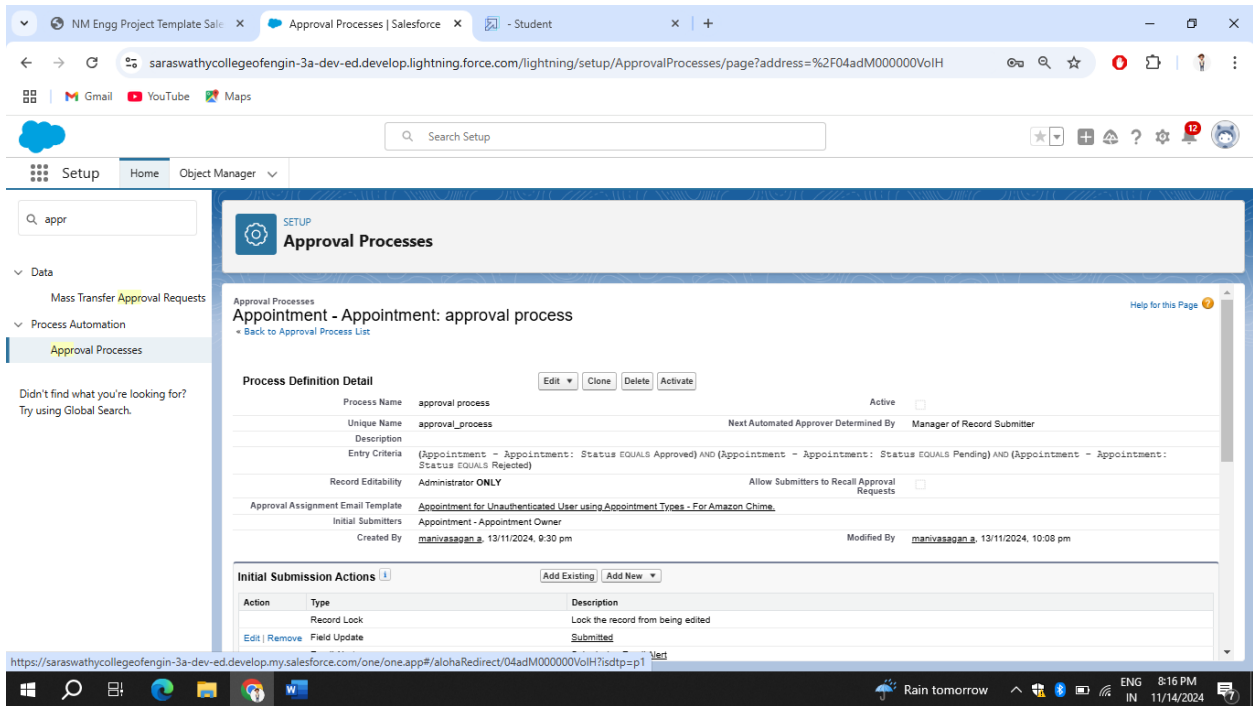 NM Engg Project Template Sale
Approval Processes | Salesforce
- Student
saraswathycollegeofengin-3a-dev-ed.develop.lightning.force.com/lightning/setup/ApprovalProcesses/page?address=%2F04adM000000VolH
Gmail YouTube Maps
Search Setup
12
Setup Home Object Manager
appr
Data
Mass Transfer Approval Requests
Process Automation
Approval Processes
Didn't find what you're looking for?
Try using Global Search.
SETUP
Approval Processes
Approval Processes
Appointment - Appointment: approval process
« Back to Approval Process List
Help for this Page
Process Definition Detail Edit Clone Delete Activate
Process Name approval process Active
Unique Name approval_process Next Automated Approver Determined By Manager of Record Submitter
Description
Entry Criteria (Appointment - Appointment: Status EQUALS Approved) AND (Appointment - Appointment: Status EQUALS Pending) AND (Appointment - Appointment:
Status EQUALS Rejected)
Record Editability Administrator ONLY Allow Submitters to Recall Approval
Requests
Approval Assignment Email Template Appointment for Unauthenticated User using Appointment Types - For Amazon Chime.
Initial Submitters Appointment - Appointment Owner
Created By manivasagan a, 13/11/2024, 9:30 pm Modified By manivasagan a, 13/11/2024, 10:08 pm
Initial Submission Actions Add Existing Add New
Action Type Description
Record Lock Lock the record from being edited
Edit | Remove Field Update Submitted
https://saraswathycollegeofengin-3a-dev-ed.develop.my.salesforce.com/one/one.app#/alohaRedirect/04adM000000VolH?isdtp=p1
Rain tomorrow
ENG 8:16 PM
IN 11/14/2024
7